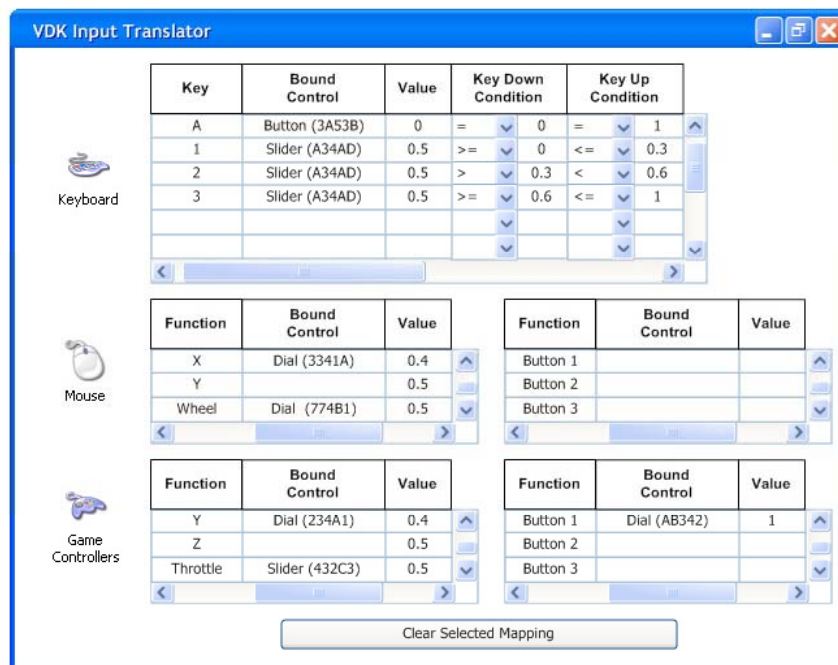 VDK Input Translator
Key Bound Control Value Key Down Condition Key Up Condition
A Button (3A53B) 0 = 0 = 1
1 Slider (A34AD) 0.5 >= 0 <= 0.3
2 Slider (A34AD) 0.5 > 0.3 < 0.6
3 Slider (A34AD) 0.5 >= 0.6 <= 1
Keyboard
Function Bound Control Value
X Dial (3341A) 0.4
Y 0.5
Wheel Dial (774B1) 0.5
Function Bound Control Value
Button 1
Button 2
Button 3
Mouse
Function Bound Control Value
Y Dial (234A1) 0.4
Z 0.5
Throttle Slider (432C3) 0.5
Function Bound Control Value
Button 1 Dial (AB342) 1
Button 2
Button 3
Game
Controllers
Clear Selected Mapping